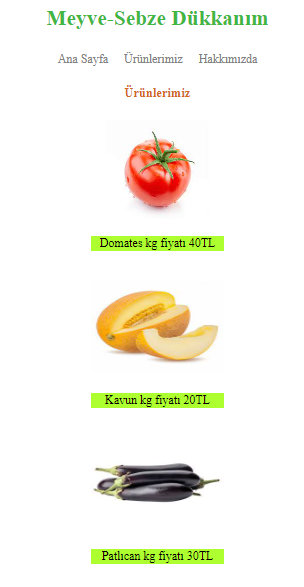 Meyve-Sebze Dükkanım
Ana Sayfa Ürünlerimiz Hakkımızda
Ürünlerimiz
Domates kg fiyatı 40TL
Kavun kg fiyatı 20TL
Patlıcan kg fiyatı 30TL